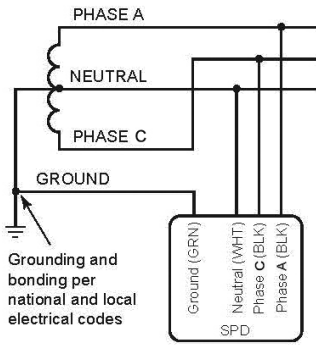 PHASE A
NEUTRAL
PHASE C
GROUND
Grounding and
bonding per
national and local
electrical codes
Ground (GRN)
Neutral (WHT)
Phase C (BLK)
Phase A (BLK)
SPD